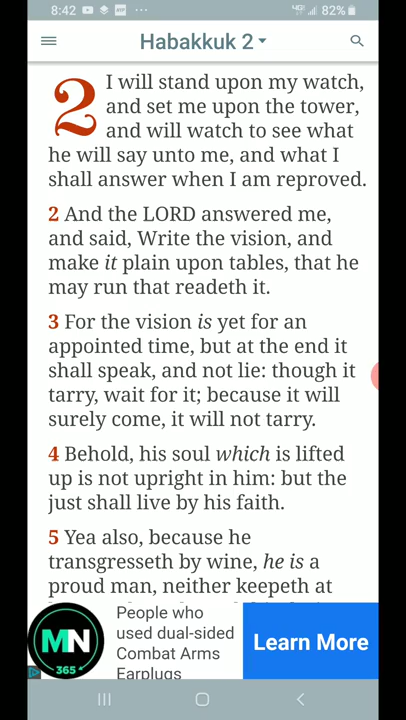 8:42 82%
Habakkuk 2
2 I will stand upon my watch,
and set me upon the tower,
and will watch to see what
he will say unto me, and what I
shall answer when I am reproved.
2 And the LORD answered me,
and said, Write the vision, and
make it plain upon tables, that he
may run that readeth it.
3 For the vision is yet for an
appointed time, but at the end it
shall speak, and not lie: though it
tarry, wait for it; because it will
surely come, it will not tarry.
4 Behold, his soul which is lifted
up is not upright in him: but the
just shall live by his faith.
5 Yea also, because he
transgresseth by wine, he is a
proud man, neither keepeth at
MN
365
People who
used dual-sided
Combat Arms
Earplugs
Learn More